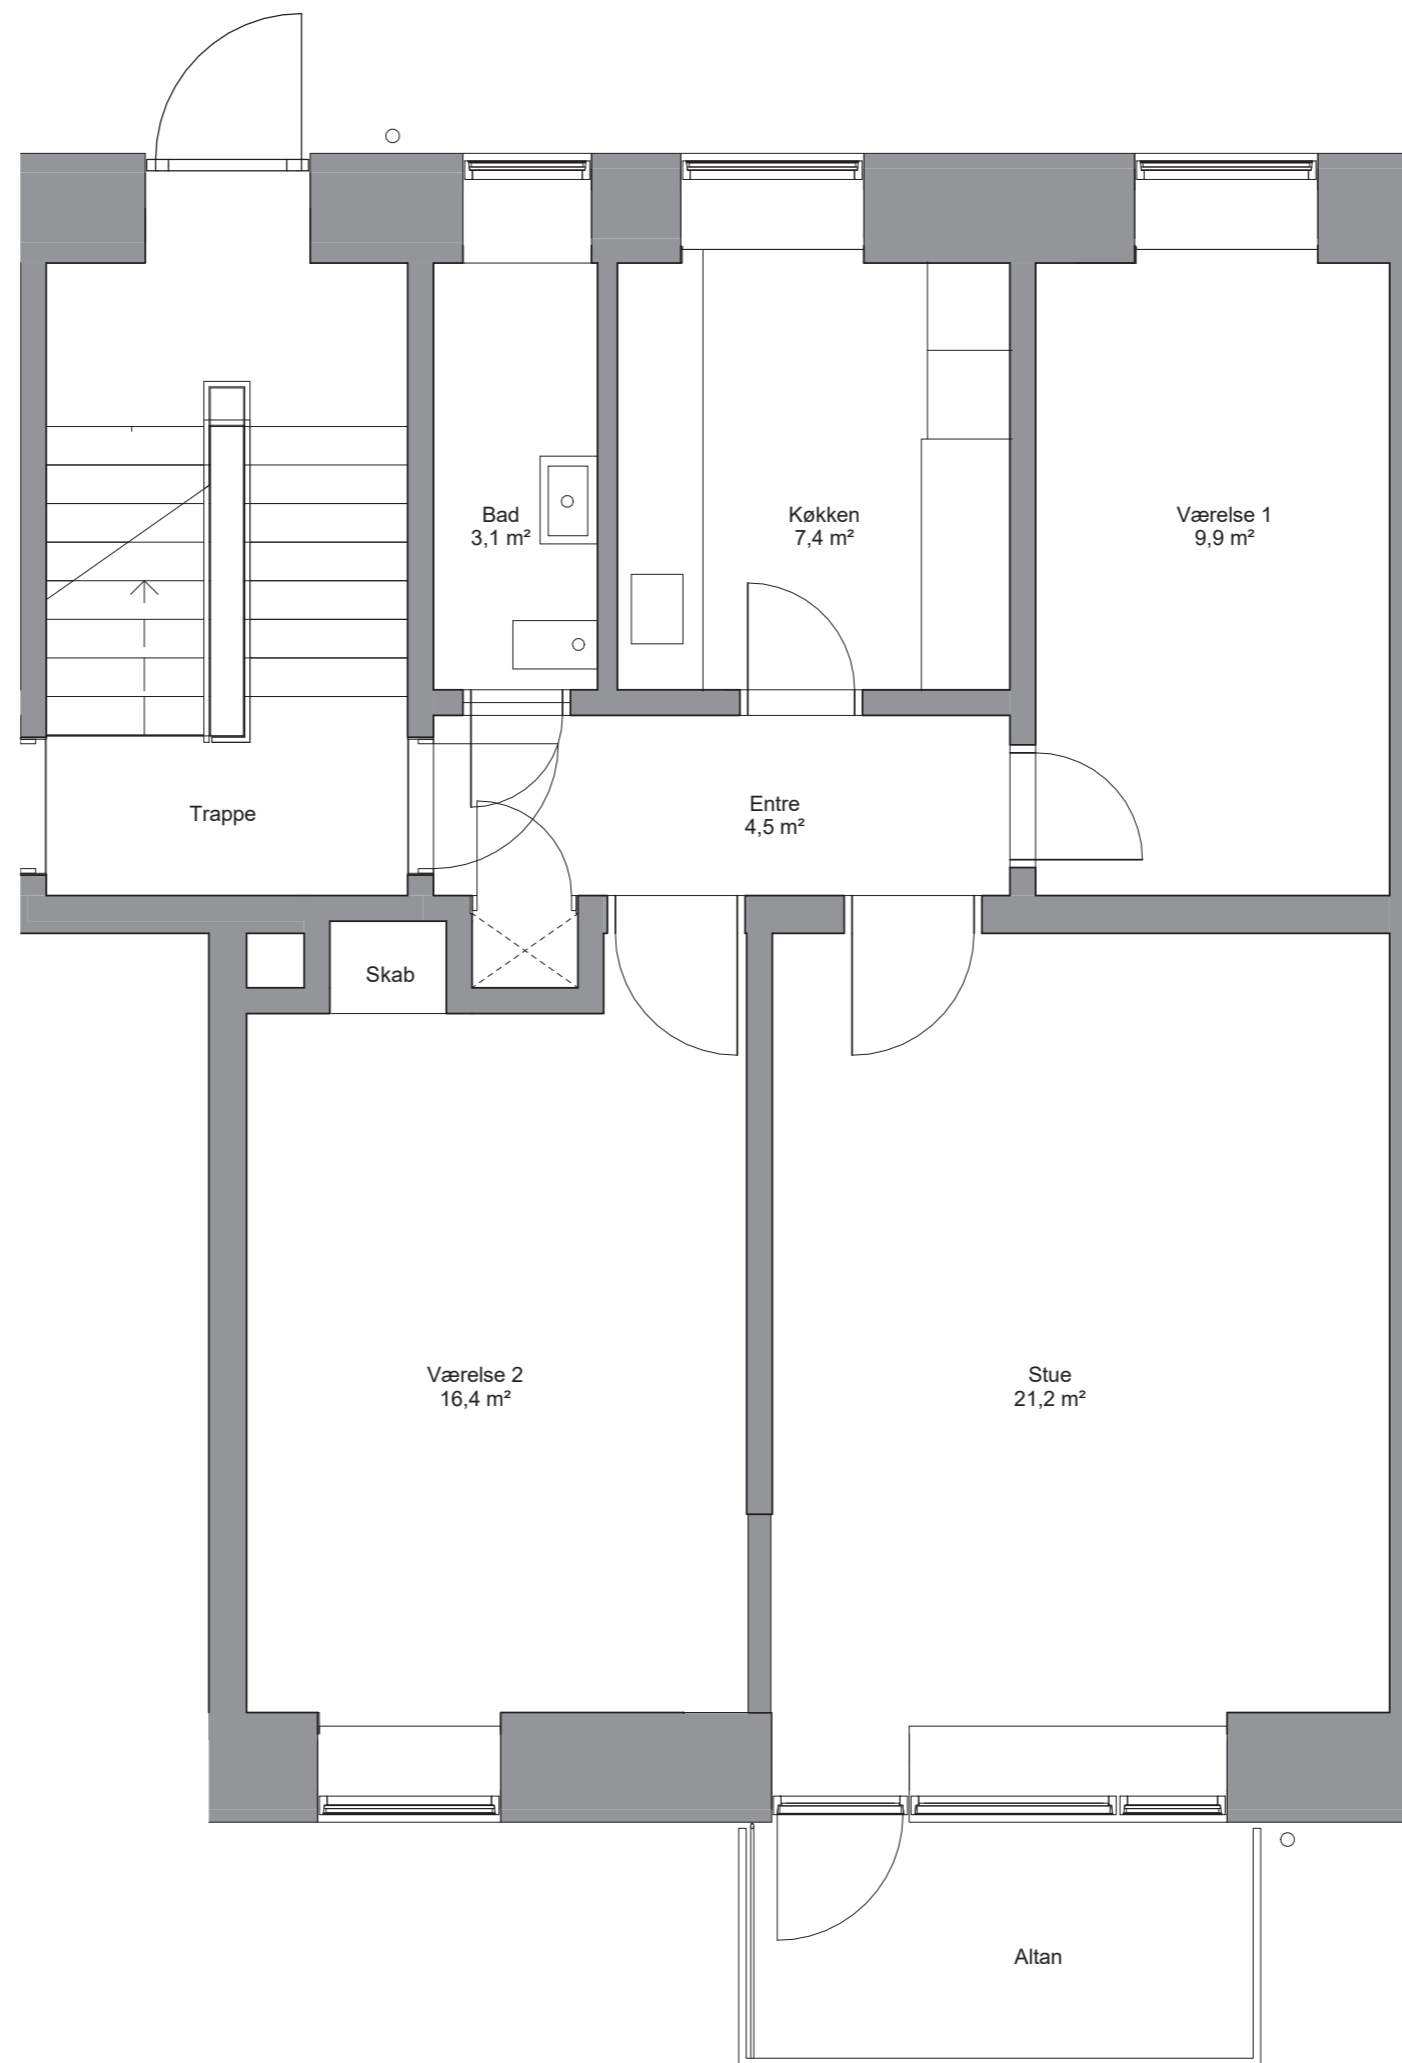 Bad
3,1 m²
Køkken
7,4 m²
Værelse 1
9,9 m²
Trappe
Entre
4,5 m²
Skab
Værelse 2
16,4 m²
Stue
21,2 m²
Altan